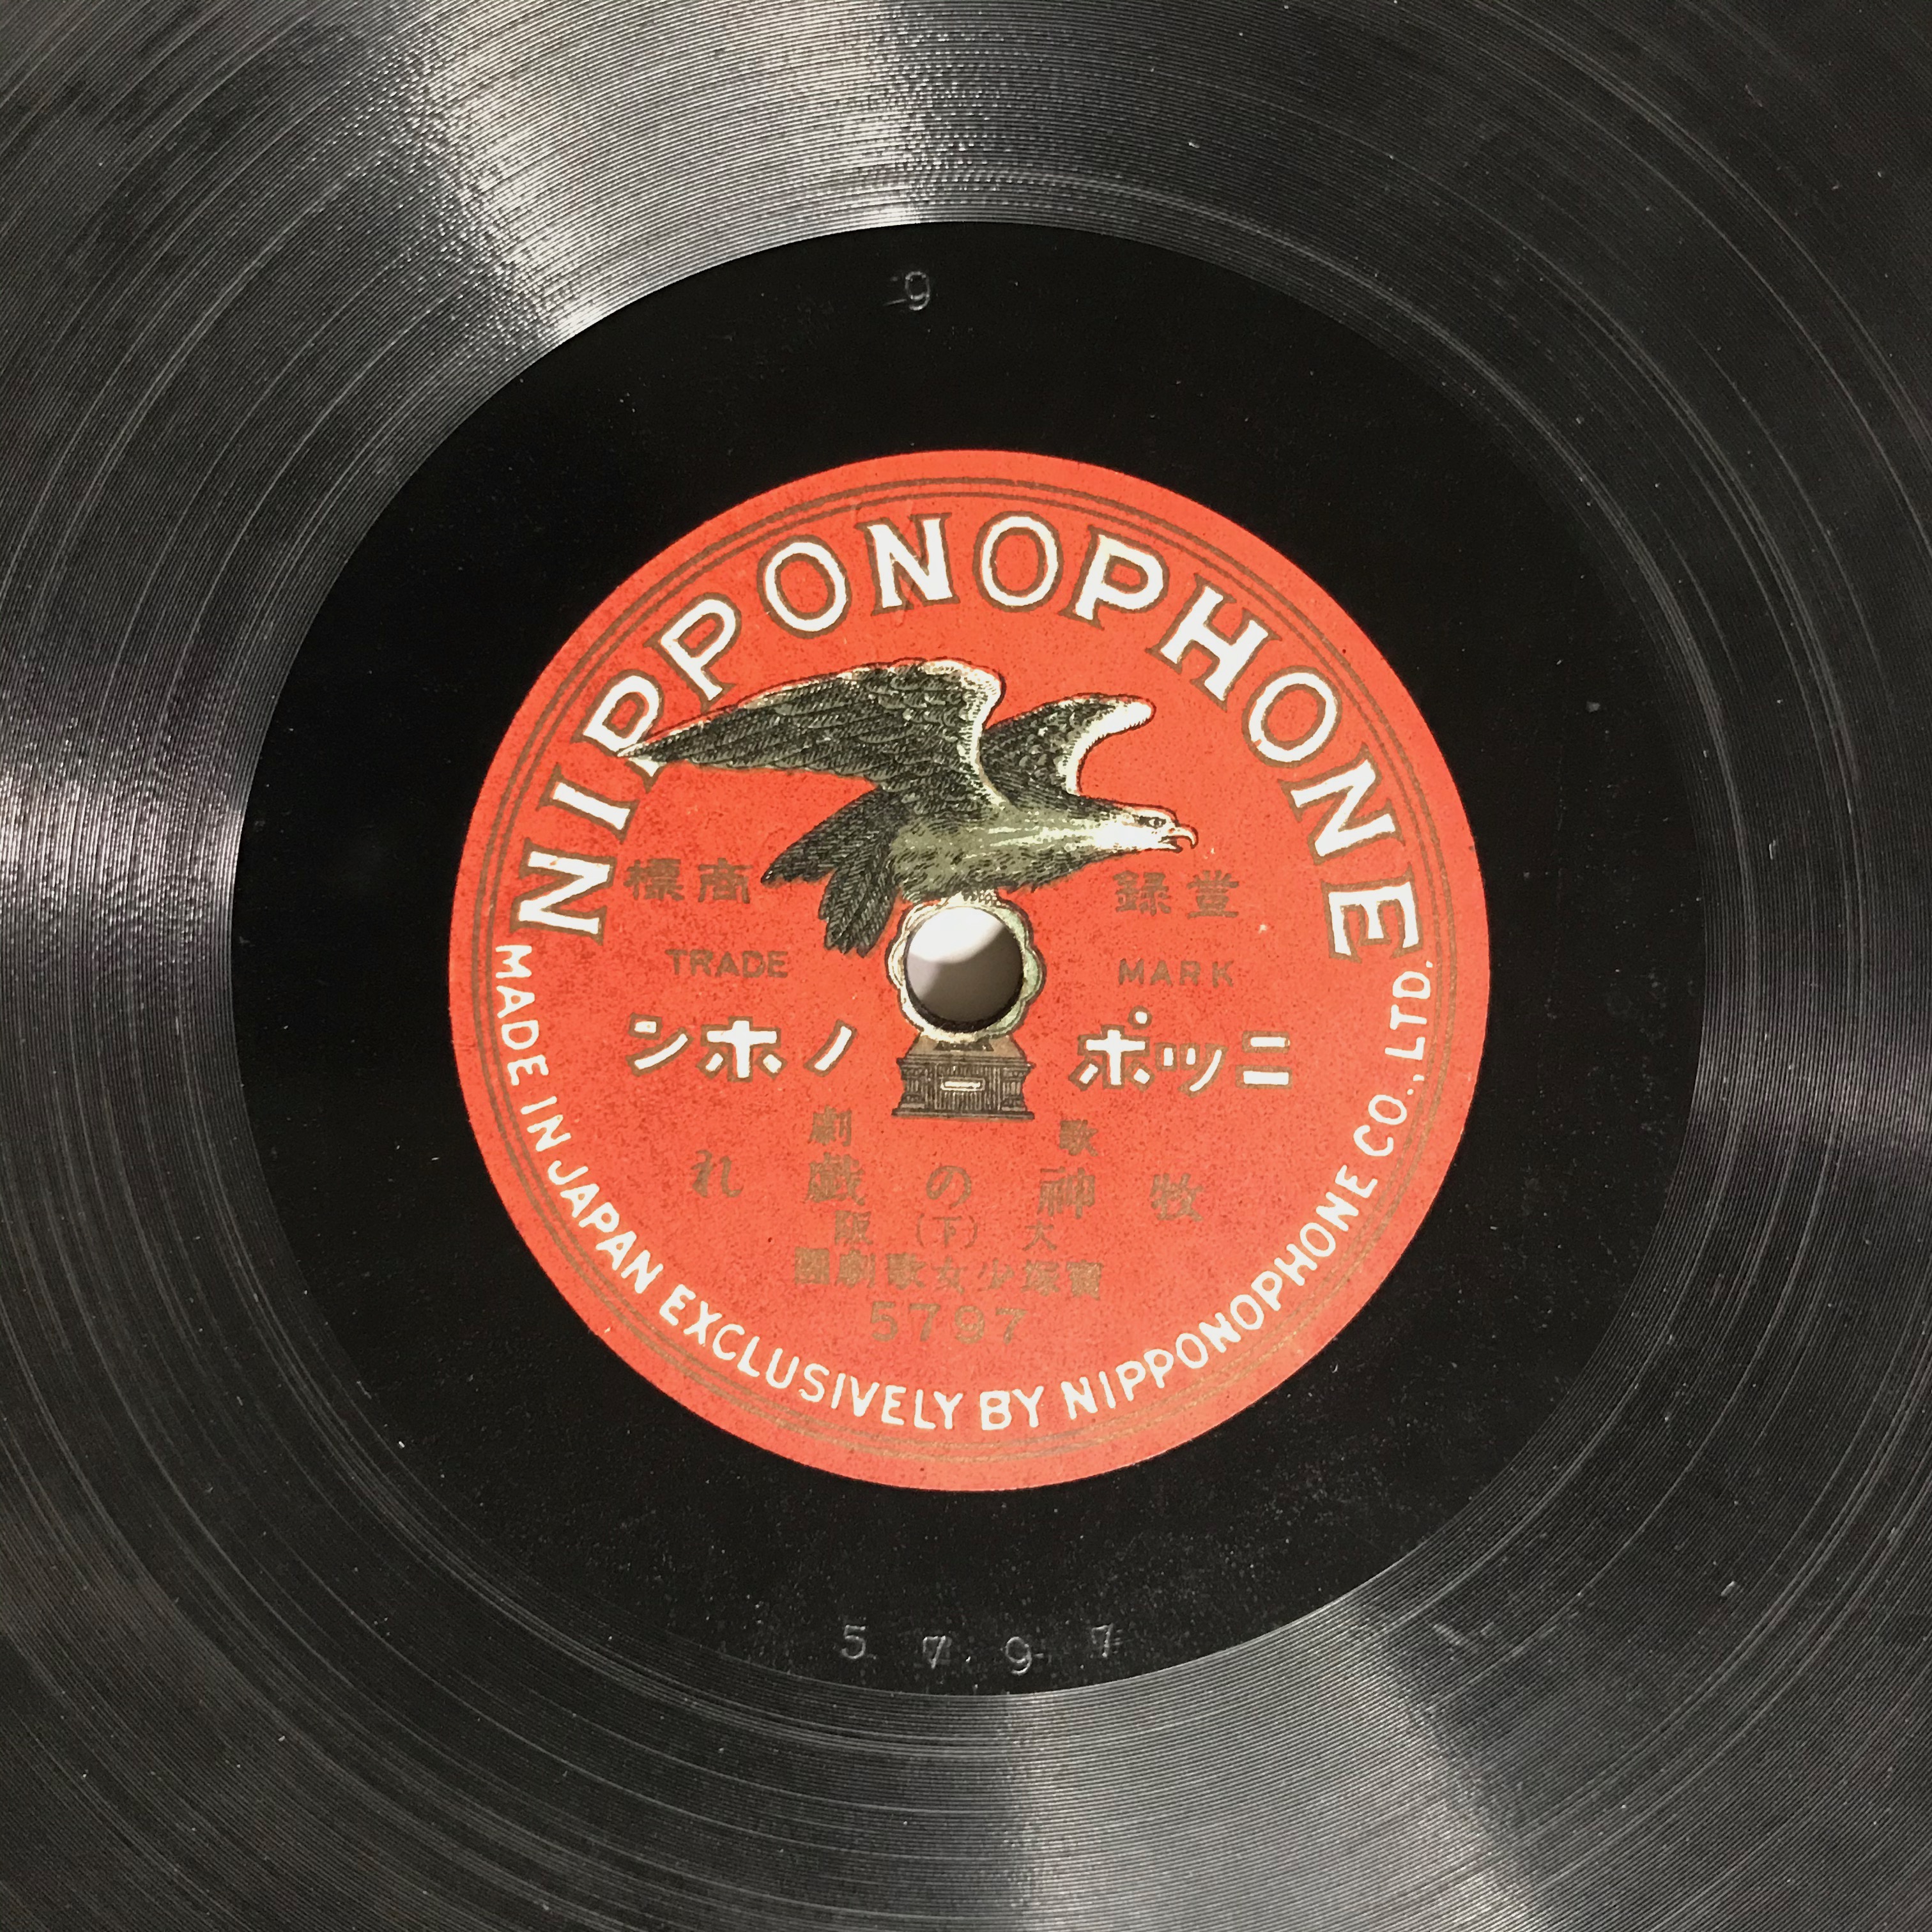 9
NIPPONOPHONE
登録 商標
TRADE MARK
ニッポノホン
歌劇
牧神の戯れ
大(下)阪
寶塚少女歌劇團
5797
MADE IN JAPAN EXCLUSIVELY BY NIPPONOPHONE CO., LTD.
5797